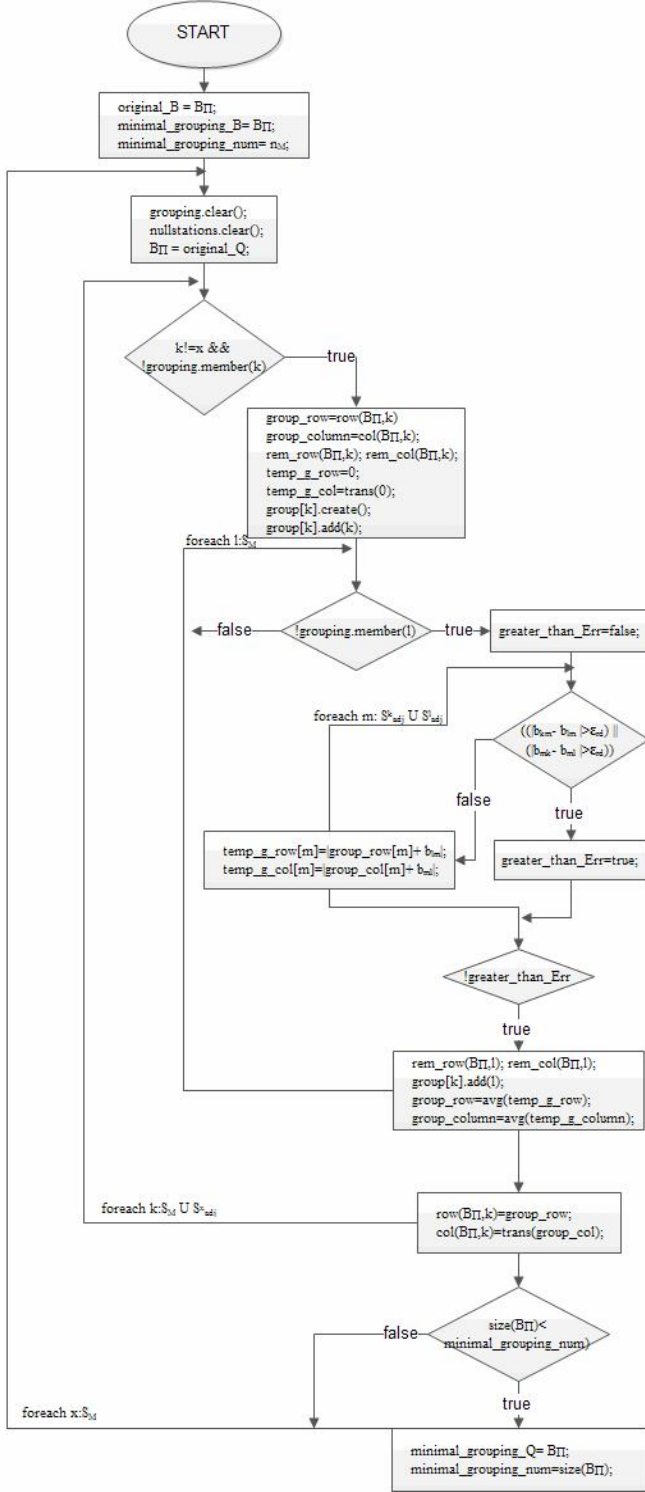 START
original_B = BΠ;
minimal_grouping_B= BΠ;
minimal_grouping_num= nM;
grouping.clear();
nullstations.clear();
BΠ = original_Q;
k!=x &&
!grouping.member(k)
true
group_row=row(BΠ,k)
group_column=col(BΠ,k);
rem_row(BΠ,k); rem_col(BΠ,k);
temp_g_row=0;
temp_g_col=trans(0);
group[k].create();
group[k].add(k);
foreach l:SM
false
!grouping.member(l)
true
greater_than_Err=false;
foreach m: Skadj U Sladj
((|bkm- blm |>εrd) ||
(|bmk- bml |>εrd))
false
true
temp_g_row[m]=|group_row[m]+ blm|;
temp_g_col[m]=|group_col[m]+ bml|;
greater_than_Err=true;
!greater_than_Err
true
rem_row(BΠ,l); rem_col(BΠ,l);
group[k].add(l);
group_row=avg(temp_g_row);
group_column=avg(temp_g_column);
foreach k:SM U Sxadj
row(BΠ,k)=group_row;
col(BΠ,k)=trans(group_col);
size(BΠ)<
minimal_grouping_num)
false
true
foreach x:SM
minimal_grouping_Q= BΠ;
minimal_grouping_num=size(BΠ);